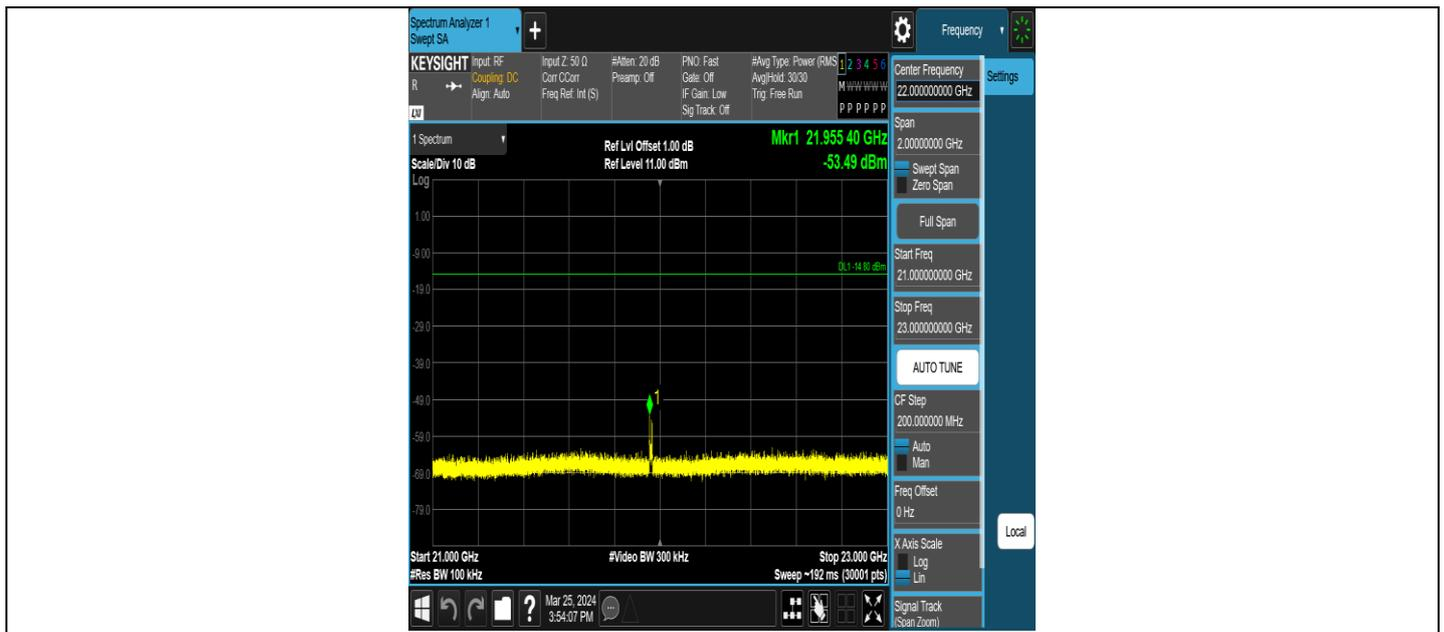 Spectrum Analyzer 1
Swept SA
+
Frequency
KEYSIGHT
R
LXI
Input: RF
Coupling: DC
Align: Auto
Input Z: 50 Ω
Corr CCorr
Freq Ref: Int (S)
#Atten: 20 dB
Preamp: Off
PNO: Fast
Gate: Off
IF Gain: Low
Sig Track: Off
#Avg Type: Power (RMS
Avg|Hold: 30/30
Trig: Free Run
1 2 3 4 5 6
M W W W W W
P P P P P P
1 Spectrum
Scale/Div 10 dB
Ref Lvl Offset 1.00 dB
Ref Level 11.00 dBm
Mkr1 21.955 40 GHz
-53.49 dBm
Log
1.00
-9.00
DL1 -14.80 dBm
-19.0
-29.0
-39.0
-49.0
1
-59.0
-69.0
-79.0
Start 21.000 GHz
#Video BW 300 kHz
Stop 23.000 GHz
#Res BW 100 kHz
Sweep ~192 ms (30001 pts)
?
Mar 25, 2024
3:54:07 PM
Center Frequency
22.000000000 GHz
Settings
Span
2.00000000 GHz
Swept Span
Zero Span
Full Span
Start Freq
21.000000000 GHz
Stop Freq
23.000000000 GHz
AUTO TUNE
CF Step
200.000000 MHz
Auto
Man
Freq Offset
0 Hz
X Axis Scale
Log
Lin
Local
Signal Track
(Span Zoom)